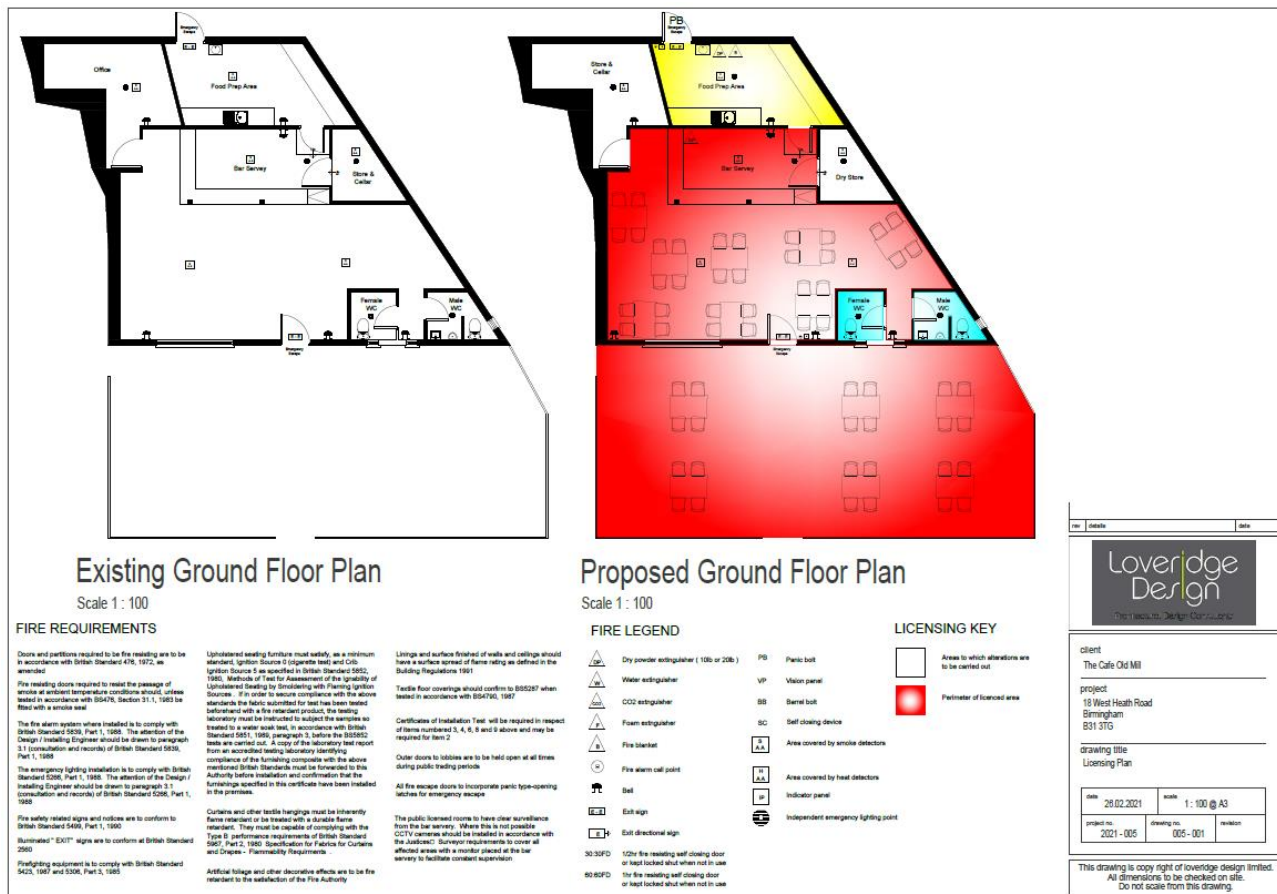 Emergency
Escape
Office
Food Prep Area
Bar Servey
Store &
Cellar
Female
WC
Male
WC
Emergency
Escape
PB
Emergency
Escape
Store &
Cellar
Food Prep Area
Bar Servey
Dry Store
Female
WC
Male
WC
Emergency
Escape
Existing Ground Floor Plan
Scale 1 : 100
Proposed Ground Floor Plan
Scale 1 : 100
FIRE REQUIREMENTS
Doors and partitions required to be fire resisting are to be
in accordance with British Standard 476, 1972, as
amended
Fire resisting doors required to resist the passage of
smoke at ambient temperature conditions should, unless
tested in accordance with BS476, Section 31.1, 1983 be
fitted with a smoke seal
The fire alarm system where installed is to comply with
British Standard 5839, Part 1, 1988. The attention of the
Design / Installing Engineer should be drawn to paragraph
3.1 (consultation and records) of British Standard 5839,
Part 1, 1988
The emergency lighting installation is to comply with British
Standard 5266, Part 1, 1988. The attention of the Design /
Installing Engineer should be drawn to paragraph 3.1
(consultation and records) of British Standard 5266, Part 1,
1988
Fire safety related signs and notices are to conform to
British Standard 5499, Part 1, 1990
Illuminated " EXIT" signs are to conform at British Standard
2560
Firefighting equipment is to comply with British Standard
5423, 1987 and 5306, Part 3, 1985
Upholstered seating furniture must satisfy, as a minimum
standard, Ignition Source 0 (cigarette test) and Crib
Ignition Source 5 as specified in British Standard 5852,
1980, Methods of Test for Assessment of the Ignability of
Upholstered Seating by Smoldering with Flaming Ignition
Sources . If in order to secure compliance with the above
standards the fabric submitted for test has been tested
beforehand with a fire retardant product, the testing
laboratory must be instructed to subject the samples so
treated to a water soak test, in accordance with British
Standard 5651, 1989, paragraph 3, before the BS5852
tests are carried out. A copy of the laboratory test report
from an accredited testing laboratory identifying
compliance of the furnishing composite with the above
mentioned British Standards must be forwarded to this
Authority before installation and confirmation that the
furnishings specified in this certificate have been installed
in the premises.
Curtains and other textile hangings must be inherently
flame retardant or be treated with a durable flame
retardant. They must be capable of complying with the
Type B performance requirements of British Standard
5967, Part 2, 1980 Specification for Fabrics for Curtains
and Drapes - Flammability Requirments .
Artificial foliage and other decorative effects are to be fire
retardant to the satisfaction of the Fire Authority
Linings and surface finished of walls and ceilings should
have a surface spread of flame rating as defined in the
Building Regulations 1991
Textile floor coverings should confirm to BS5287 when
tested in accordance with BS4790, 1987
Certificates of Installation Test will be required in respect
of items numbered 3, 4, 6, 8 and 9 above and may be
required for item 2
Outer doors to lobbies are to be held open at all times
during public trading periods
All fire escape doors to incorporate panic type-opening
latches for emergency escape
The public licensed rooms to have clear surveillance
from the bar servery. Where this is not possible
CCTV cameras should be installed in accordance with
the Justices□ Surveyor requirements to cover all
affected areas with a monitor placed at the bar
servery to facilitate constant supervision
FIRE LEGEND
DP Dry powder extinguisher ( 10lb or 20lb )
W Water extinguisher
CO2 CO2 extinguisher
F Foam extinguisher
B Fire blanket
Fire alarm call point
Bell
Exit sign
E Exit directional sign
30:30FD 1/2hr fire resisting self closing door
or kept locked shut when not in use
60:60FD 1hr fire resisting self closing door
or kept locked shut when not in use
PB Panic bolt
VP Vision panel
BB Barrel bolt
SC Self closing device
S
AA Area covered by smoke detectors
H
AA Area covered by heat detectors
IP Indicator panel
Independent emergency lighting point
LICENSING KEY
Areas to which alterations are
to be carried out
Perimeter of licenced area
rev details date
Loveridge
Design
client
The Cafe Old Mill
project
18 West Heath Road
Birmingham
B31 3TG
drawing title
Licensing Plan
date 26.02.2021 scale 1 : 100 @ A3
project no. 2021 - 005 drawing no. 005 - 001 revision
This drawing is copy right of loveridge design limited.
All dimensions to be checked on site.
Do not scale from this drawing.